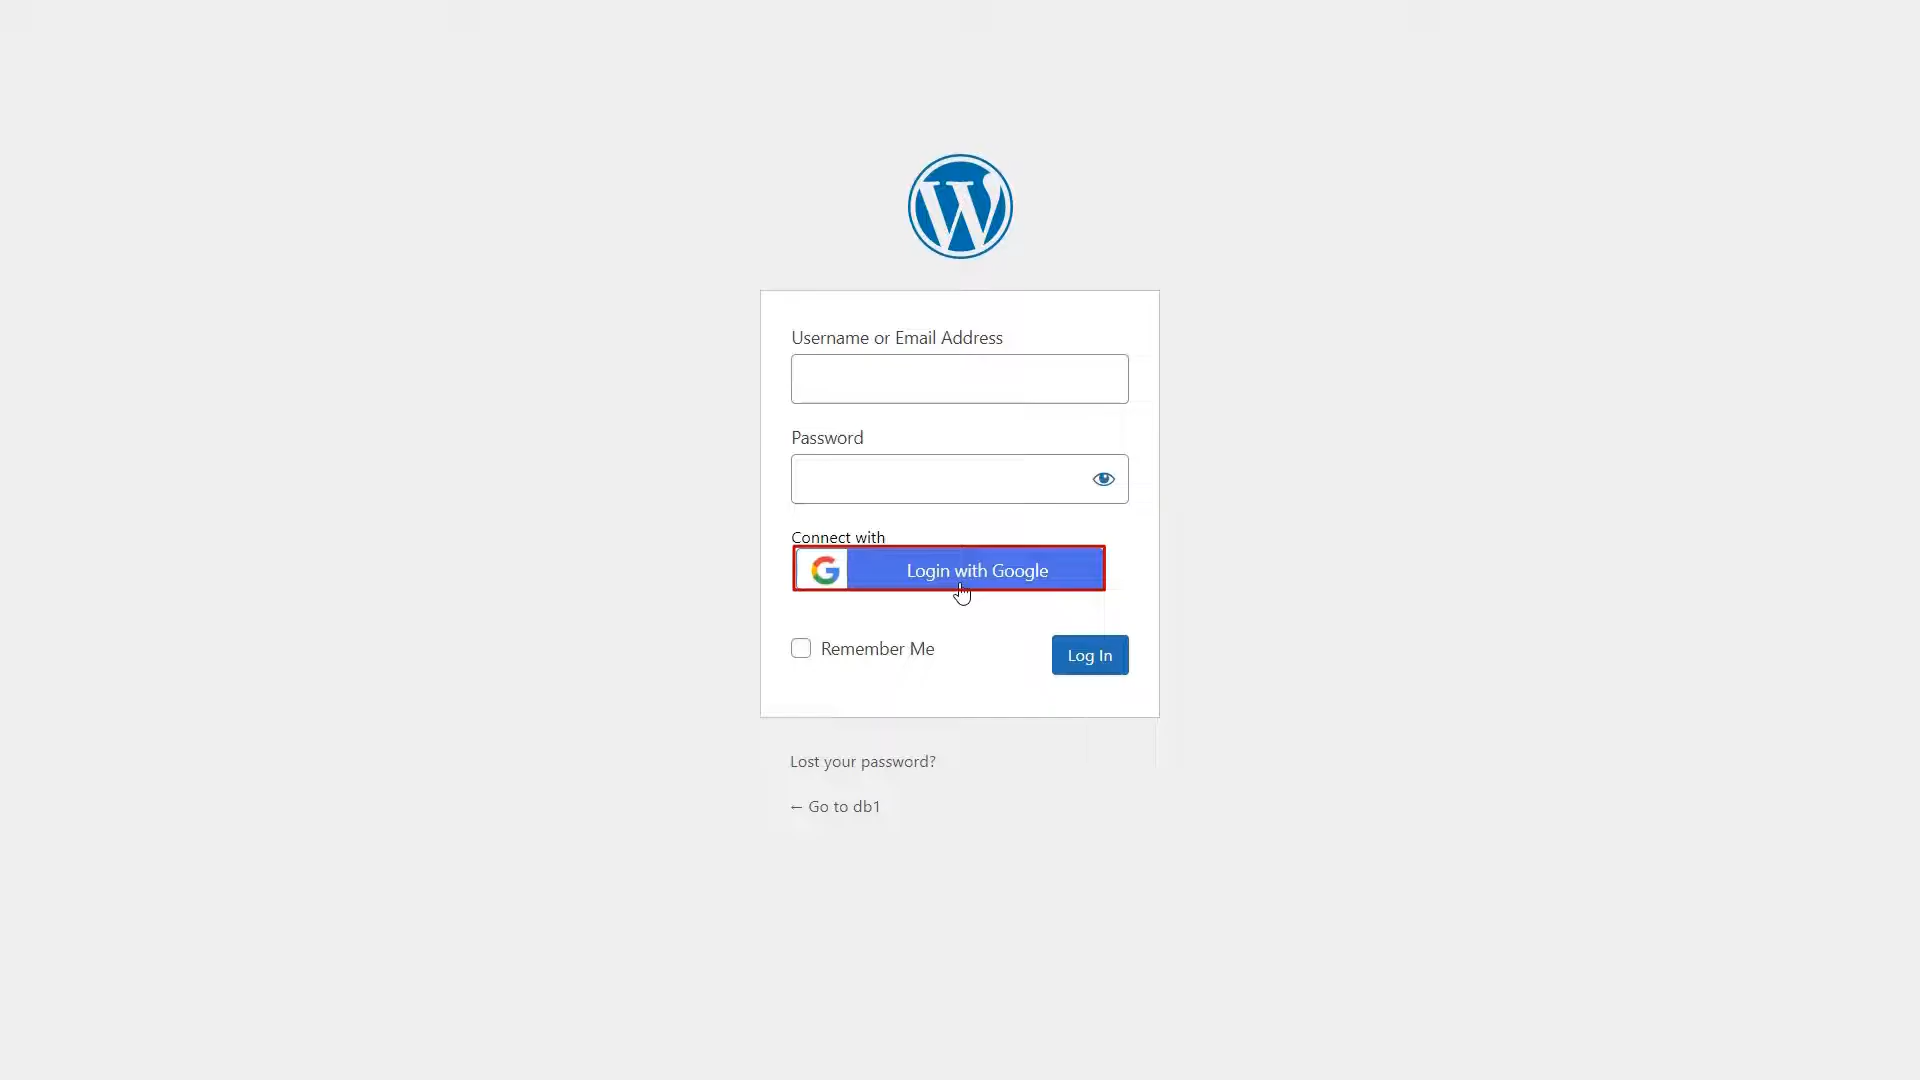 Username or Email Address
Password
Connect with
Login with Google
Remember Me
Log In
Lost your password?
← Go to db1